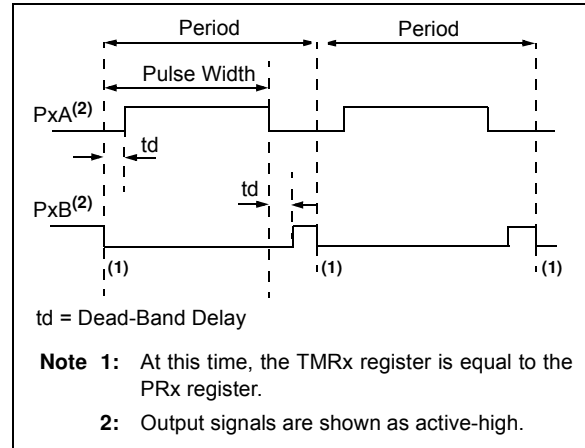 Period Period
Pulse Width
PxA(2)
td
td
PxB(2)
(1) (1) (1)
td = Dead-Band Delay
Note 1: At this time, the TMRx register is equal to the
PRx register.
2: Output signals are shown as active-high.